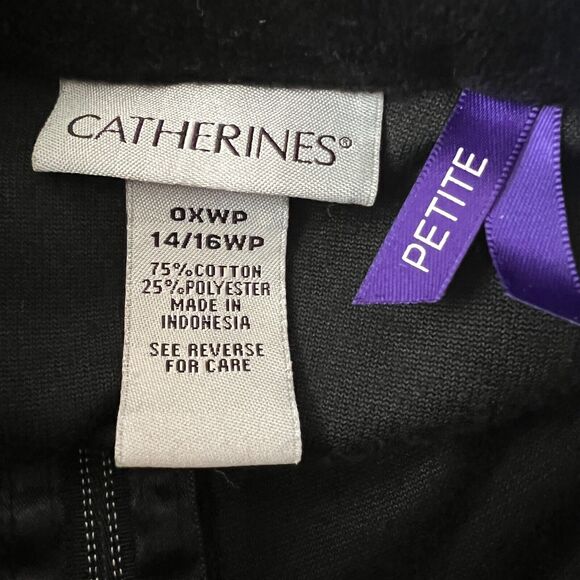 CATHERINES®
0XWP
14/16WP
75%COTTON
25%POLYESTER
MADE IN
INDONESIA
SEE REVERSE
FOR CARE
PETITE